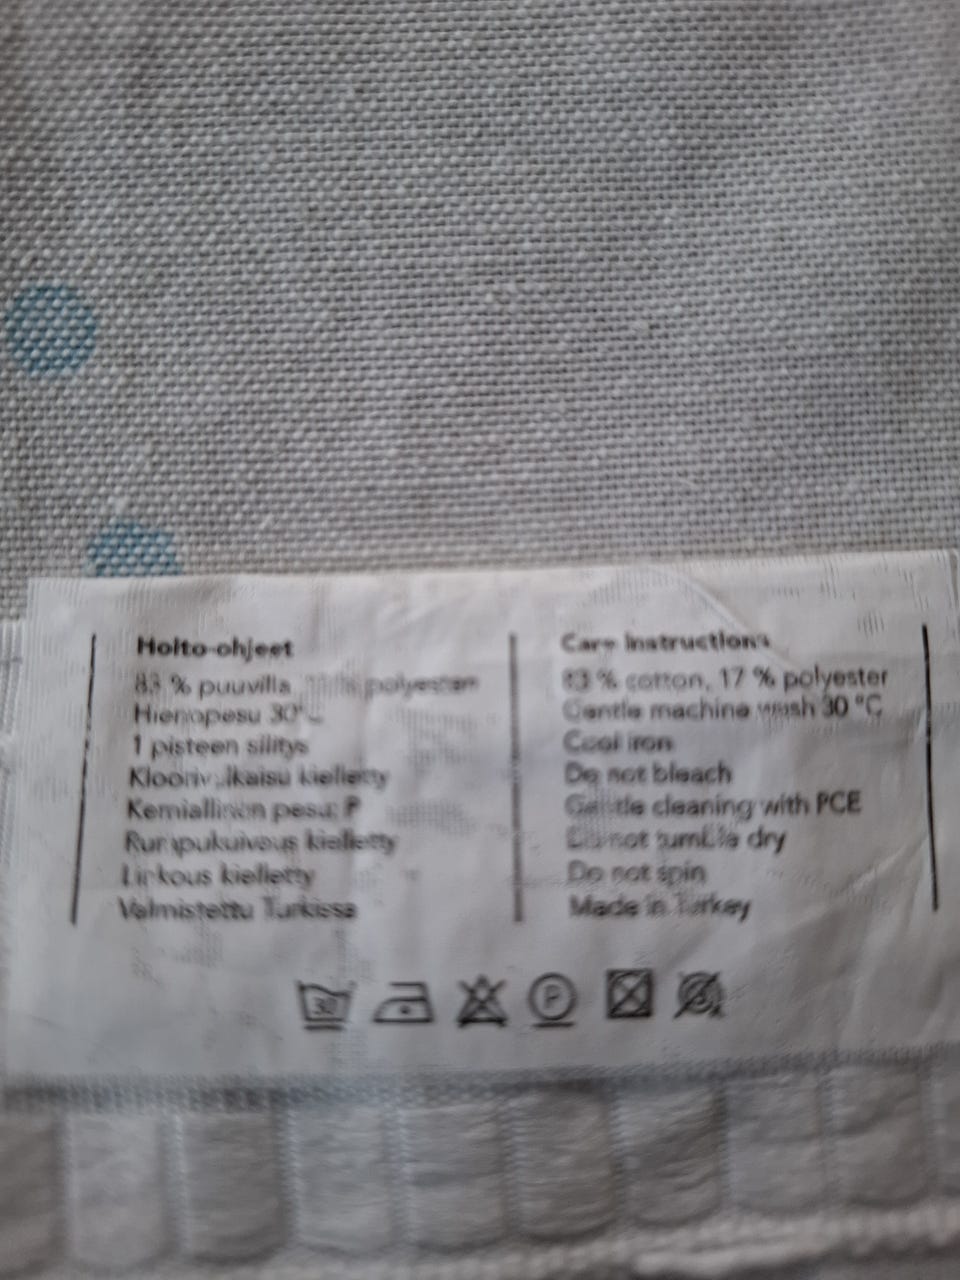 Hoito-ohjeet
83 % puuvilla, polyesteri
Hienopesu 30°C
1 pisteen silitys
Kloorivalkaisu kielletty
Kemiallinen pesu: P
Rumpukuivaus kielletty
Linkous kielletty
Valmistettu Turkissa
Care instructions
83 % cotton, 17 % polyester
Gentle machine wash 30 °C
Cool iron
Do not bleach
Gentle cleaning with PCE
Do not tumble dry
Do not spin
Made in Turkey
30
P